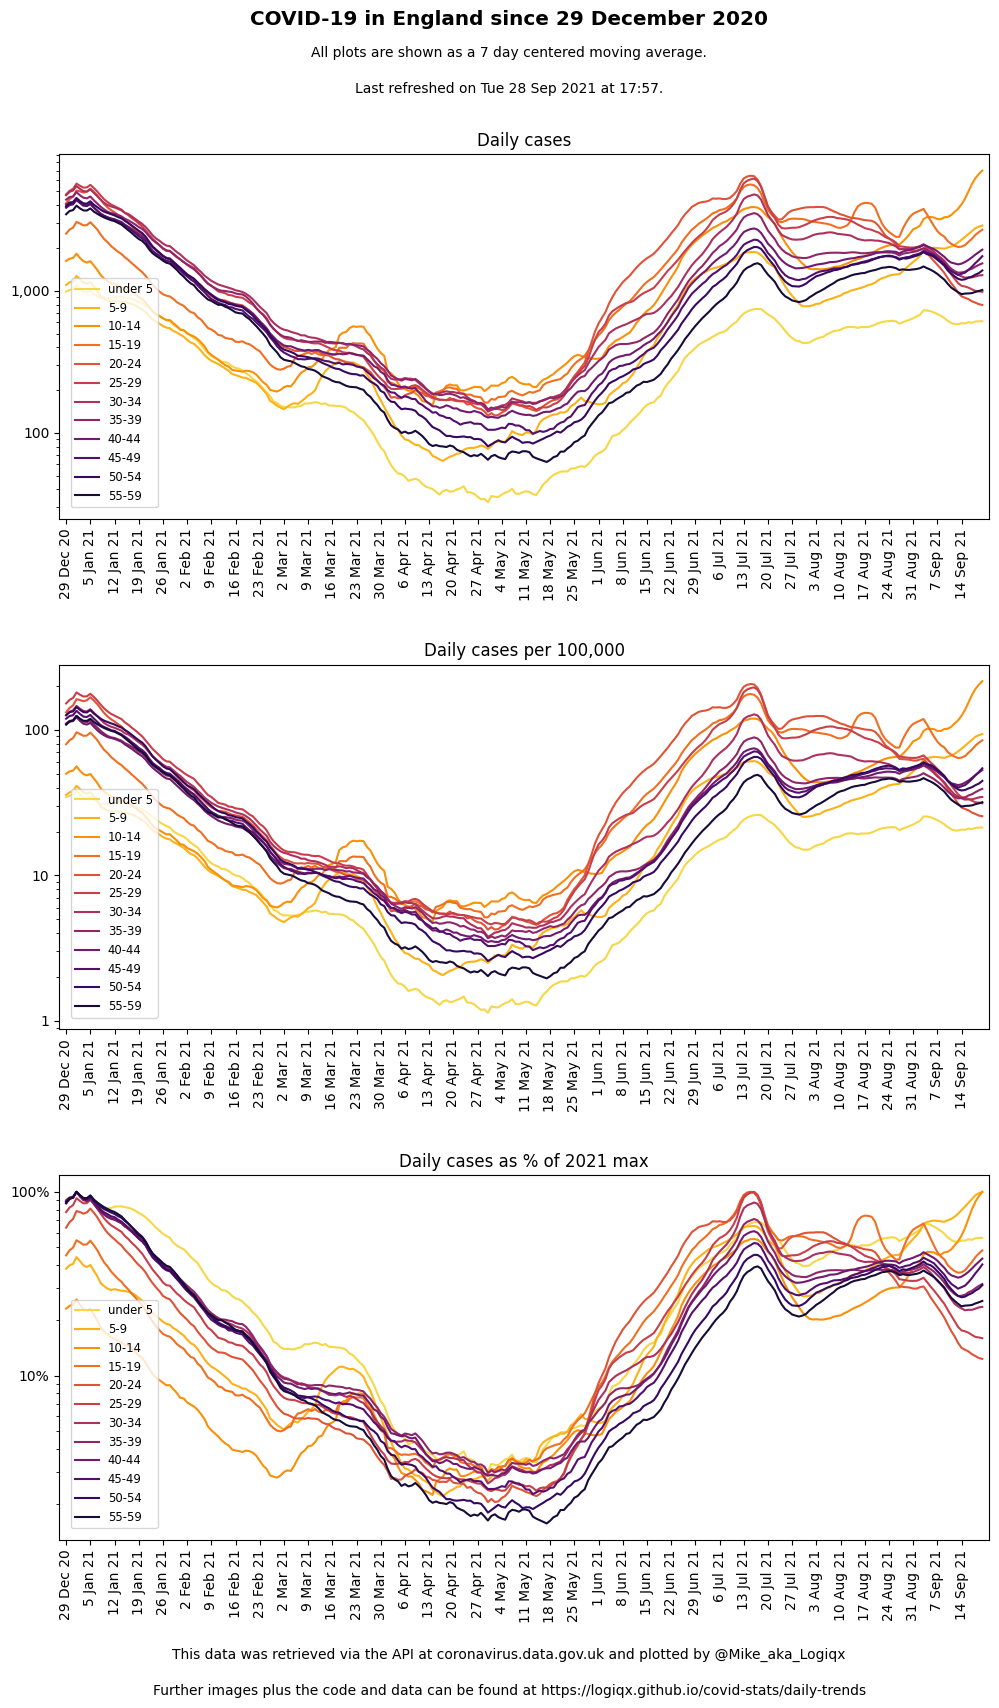 COVID-19 in England since 29 December 2020
All plots are shown as a 7 day centered moving average.
Last refreshed on Tue 28 Sep 2021 at 17:57.
Daily cases
1,000
100
under 5
5-9
10-14
15-19
20-24
25-29
30-34
35-39
40-44
45-49
50-54
55-59
29 Dec 20
5 Jan 21
12 Jan 21
19 Jan 21
26 Jan 21
2 Feb 21
9 Feb 21
16 Feb 21
23 Feb 21
2 Mar 21
9 Mar 21
16 Mar 21
23 Mar 21
30 Mar 21
6 Apr 21
13 Apr 21
20 Apr 21
27 Apr 21
4 May 21
11 May 21
18 May 21
25 May 21
1 Jun 21
8 Jun 21
15 Jun 21
22 Jun 21
29 Jun 21
6 Jul 21
13 Jul 21
20 Jul 21
27 Jul 21
3 Aug 21
10 Aug 21
17 Aug 21
24 Aug 21
31 Aug 21
7 Sep 21
14 Sep 21
Daily cases per 100,000
100
10
1
under 5
5-9
10-14
15-19
20-24
25-29
30-34
35-39
40-44
45-49
50-54
55-59
29 Dec 20
5 Jan 21
12 Jan 21
19 Jan 21
26 Jan 21
2 Feb 21
9 Feb 21
16 Feb 21
23 Feb 21
2 Mar 21
9 Mar 21
16 Mar 21
23 Mar 21
30 Mar 21
6 Apr 21
13 Apr 21
20 Apr 21
27 Apr 21
4 May 21
11 May 21
18 May 21
25 May 21
1 Jun 21
8 Jun 21
15 Jun 21
22 Jun 21
29 Jun 21
6 Jul 21
13 Jul 21
20 Jul 21
27 Jul 21
3 Aug 21
10 Aug 21
17 Aug 21
24 Aug 21
31 Aug 21
7 Sep 21
14 Sep 21
Daily cases as % of 2021 max
100%
10%
under 5
5-9
10-14
15-19
20-24
25-29
30-34
35-39
40-44
45-49
50-54
55-59
29 Dec 20
5 Jan 21
12 Jan 21
19 Jan 21
26 Jan 21
2 Feb 21
9 Feb 21
16 Feb 21
23 Feb 21
2 Mar 21
9 Mar 21
16 Mar 21
23 Mar 21
30 Mar 21
6 Apr 21
13 Apr 21
20 Apr 21
27 Apr 21
4 May 21
11 May 21
18 May 21
25 May 21
1 Jun 21
8 Jun 21
15 Jun 21
22 Jun 21
29 Jun 21
6 Jul 21
13 Jul 21
20 Jul 21
27 Jul 21
3 Aug 21
10 Aug 21
17 Aug 21
24 Aug 21
31 Aug 21
7 Sep 21
14 Sep 21
This data was retrieved via the API at coronavirus.data.gov.uk and plotted by @Mike_aka_Logiqx
Further images plus the code and data can be found at https://logiqx.github.io/covid-stats/daily-trends